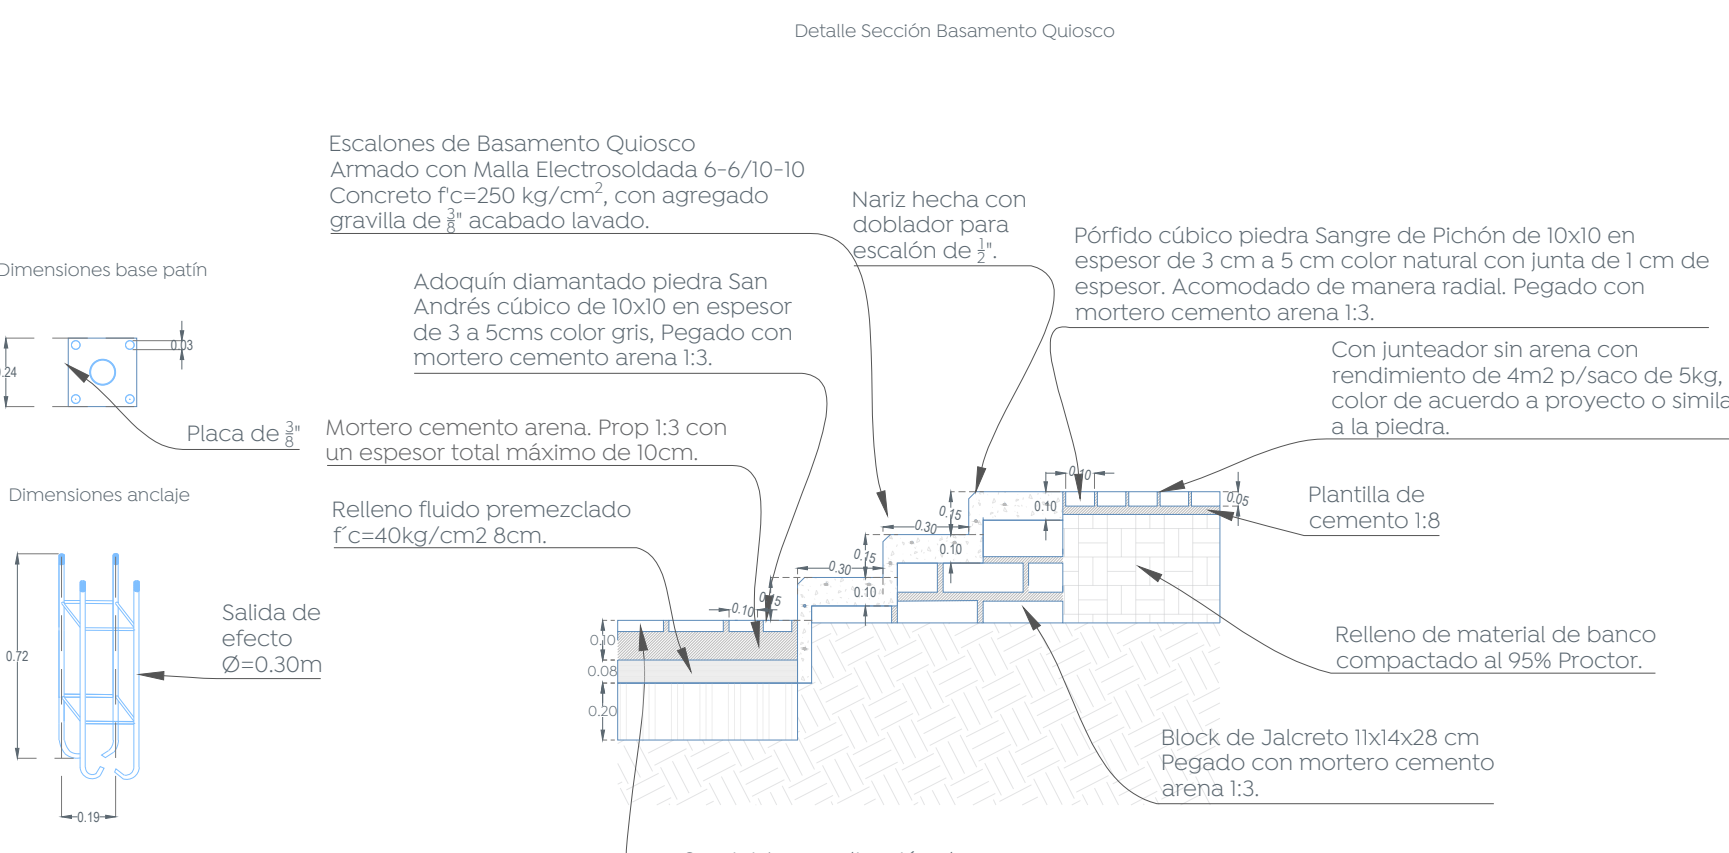 Detalle Sección Basamento Quiosco
Escalones de Basamento Quiosco
Armado con Malla Electrosoldada 6-6/10-10
Concreto f'c=250 kg/cm², con agregado
gravilla de 3/8" acabado lavado.
Nariz hecha con
doblador para
escalón de 1/2".
Pórfido cúbico piedra Sangre de Pichón de 10x10 en
espesor de 3 cm a 5 cm color natural con junta de 1 cm de
espesor. Acomodado de manera radial. Pegado con
mortero cemento arena 1:3.
Dimensiones base patín
0.03
0.24
Placa de 3/8"
Adoquín diamantado piedra San
Andrés cúbico de 10x10 en espesor
de 3 a 5cms color gris, Pegado con
mortero cemento arena 1:3.
Con junteador sin arena con
rendimiento de 4m2 p/saco de 5kg,
color de acuerdo a proyecto o simila
a la piedra.
Mortero cemento arena. Prop 1:3 con
un espesor total máximo de 10cm.
Dimensiones anclaje
0.72
0.19
Salida de
efecto
Ø=0.30m
Relleno fluido premezclado
f´c=40kg/cm2 8cm.
Plantilla de
cemento 1:8
0.10
0.05
0.15
0.10
0.30
0.15
0.10
0.30
0.15
0.10
0.10
0.10
0.08
0.20
Relleno de material de banco
compactado al 95% Proctor.
Block de Jalcreto 11x14x28 cm
Pegado con mortero cemento
arena 1:3.